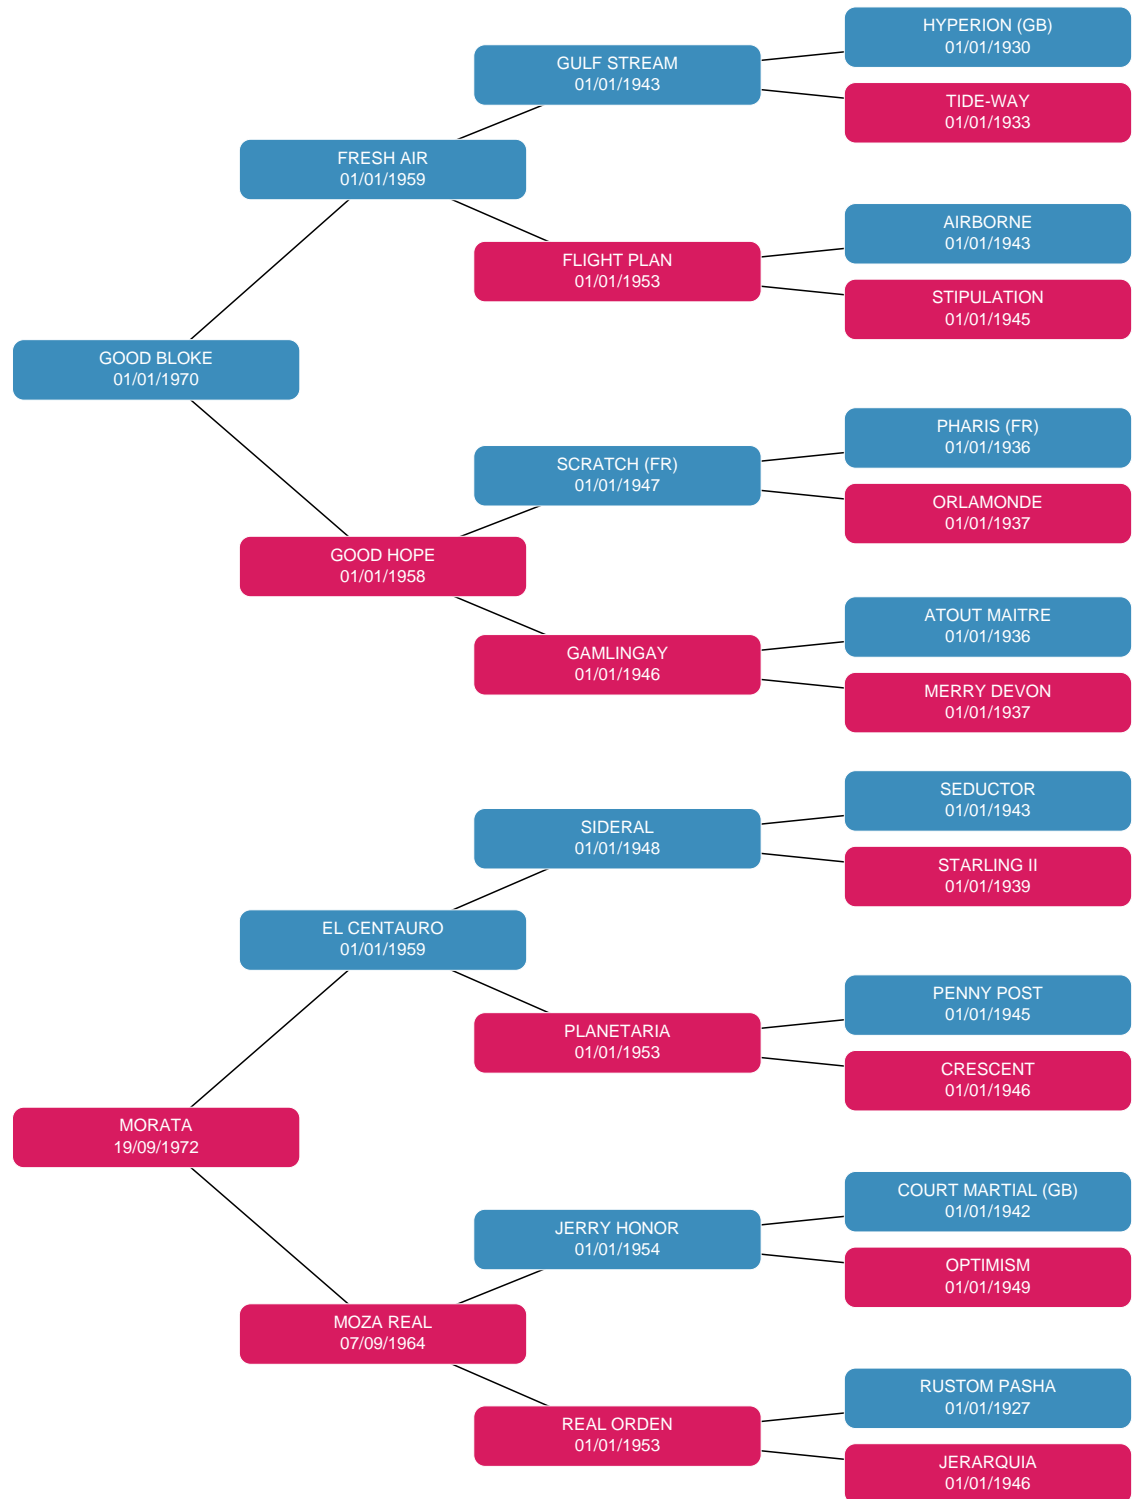 HYPERION (GB)
01/01/1930
GULF STREAM
01/01/1943
TIDE-WAY
01/01/1933
FRESH AIR
01/01/1959
AIRBORNE
01/01/1943
FLIGHT PLAN
01/01/1953
STIPULATION
01/01/1945
GOOD BLOKE
01/01/1970
PHARIS (FR)
01/01/1936
SCRATCH (FR)
01/01/1947
ORLAMONDE
01/01/1937
GOOD HOPE
01/01/1958
ATOUT MAITRE
01/01/1936
GAMLINGAY
01/01/1946
MERRY DEVON
01/01/1937
SEDUCTOR
01/01/1943
SIDERAL
01/01/1948
STARLING II
01/01/1939
EL CENTAURO
01/01/1959
PENNY POST
01/01/1945
PLANETARIA
01/01/1953
CRESCENT
01/01/1946
MORATA
19/09/1972
COURT MARTIAL (GB)
01/01/1942
JERRY HONOR
01/01/1954
OPTIMISM
01/01/1949
MOZA REAL
07/09/1964
RUSTOM PASHA
01/01/1927
REAL ORDEN
01/01/1953
JERARQUIA
01/01/1946